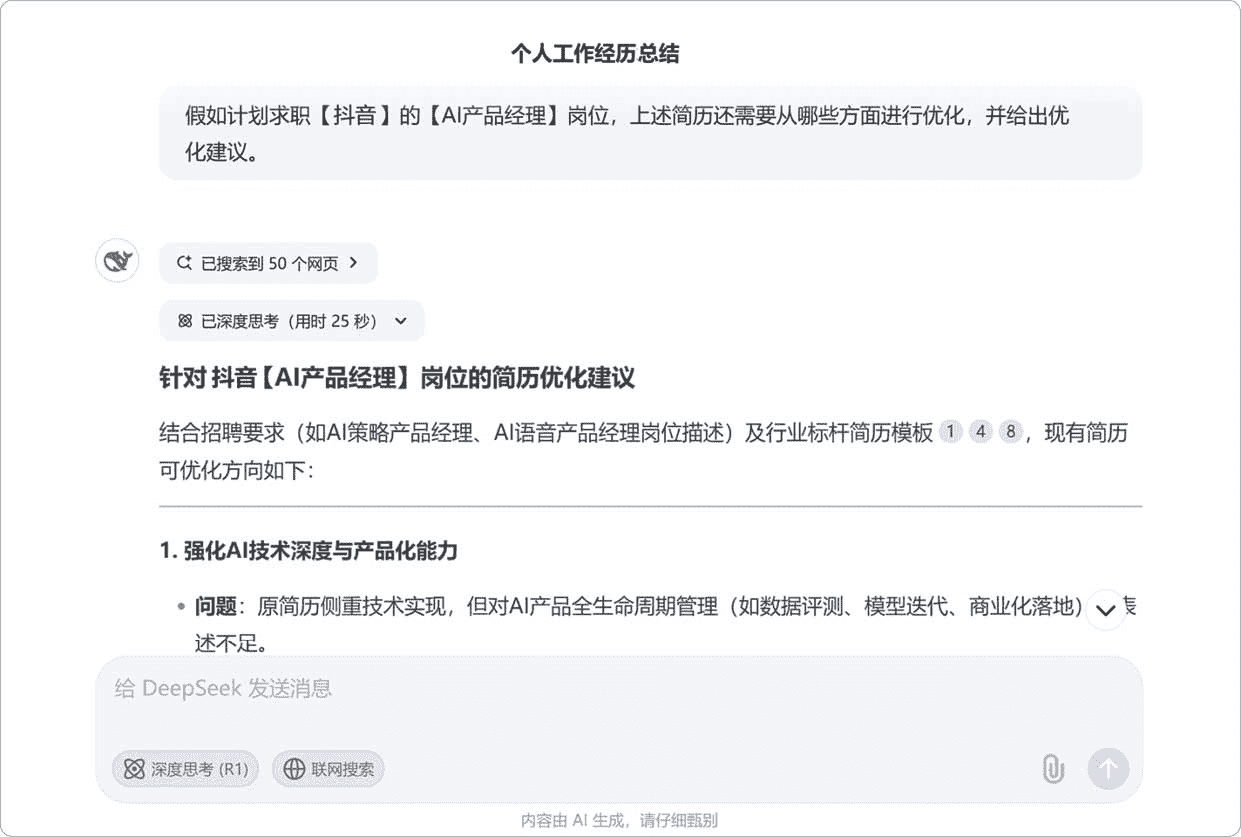 个人工作经历总结
假如计划求职【抖音】的【AI产品经理】岗位，上述简历还需要从哪些方面进行优化，并给出优
化建议。
已搜索到 50 个网页
已深度思考（用时 25 秒）
针对 抖音【AI产品经理】岗位的简历优化建议
结合招聘要求（如AI策略产品经理、AI语音产品经理岗位描述）及行业标杆简历模板 1 4 8，现有简历
可优化方向如下：
1. 强化AI技术深度与产品化能力
• 问题：原简历侧重技术实现，但对AI产品全生命周期管理（如数据评测、模型迭代、商业化落地）
述不足。
给 DeepSeek 发送消息
深度思考 (R1) 联网搜索
内容由 AI 生成，请仔细甄别